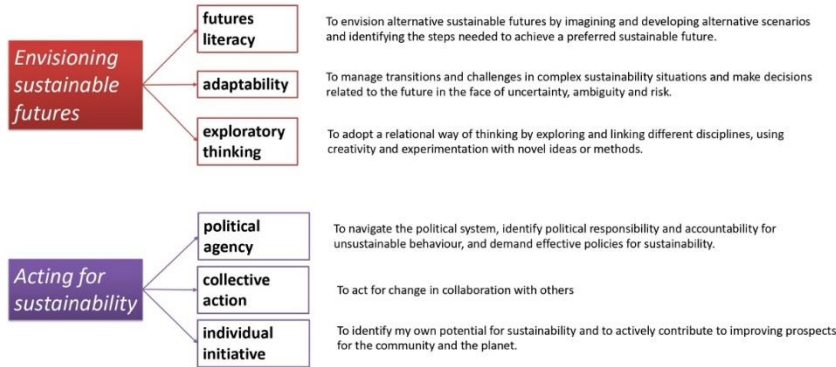 Envisioning
sustainable
futures
futures
literacy
To envision alternative sustainable futures by imagining and developing alternative scenarios
and identifying the steps needed to achieve a preferred sustainable future.
adaptability
To manage transitions and challenges in complex sustainability situations and make decisions
related to the future in the face of uncertainty, ambiguity and risk.
exploratory
thinking
To adopt a relational way of thinking by exploring and linking different disciplines, using
creativity and experimentation with novel ideas or methods.
Acting for
sustainability
political
agency
To navigate the political system, identify political responsibility and accountability for
unsustainable behaviour, and demand effective policies for sustainability.
collective
action
To act for change in collaboration with others
individual
initiative
To identify my own potential for sustainability and to actively contribute to improving prospects
for the community and the planet.